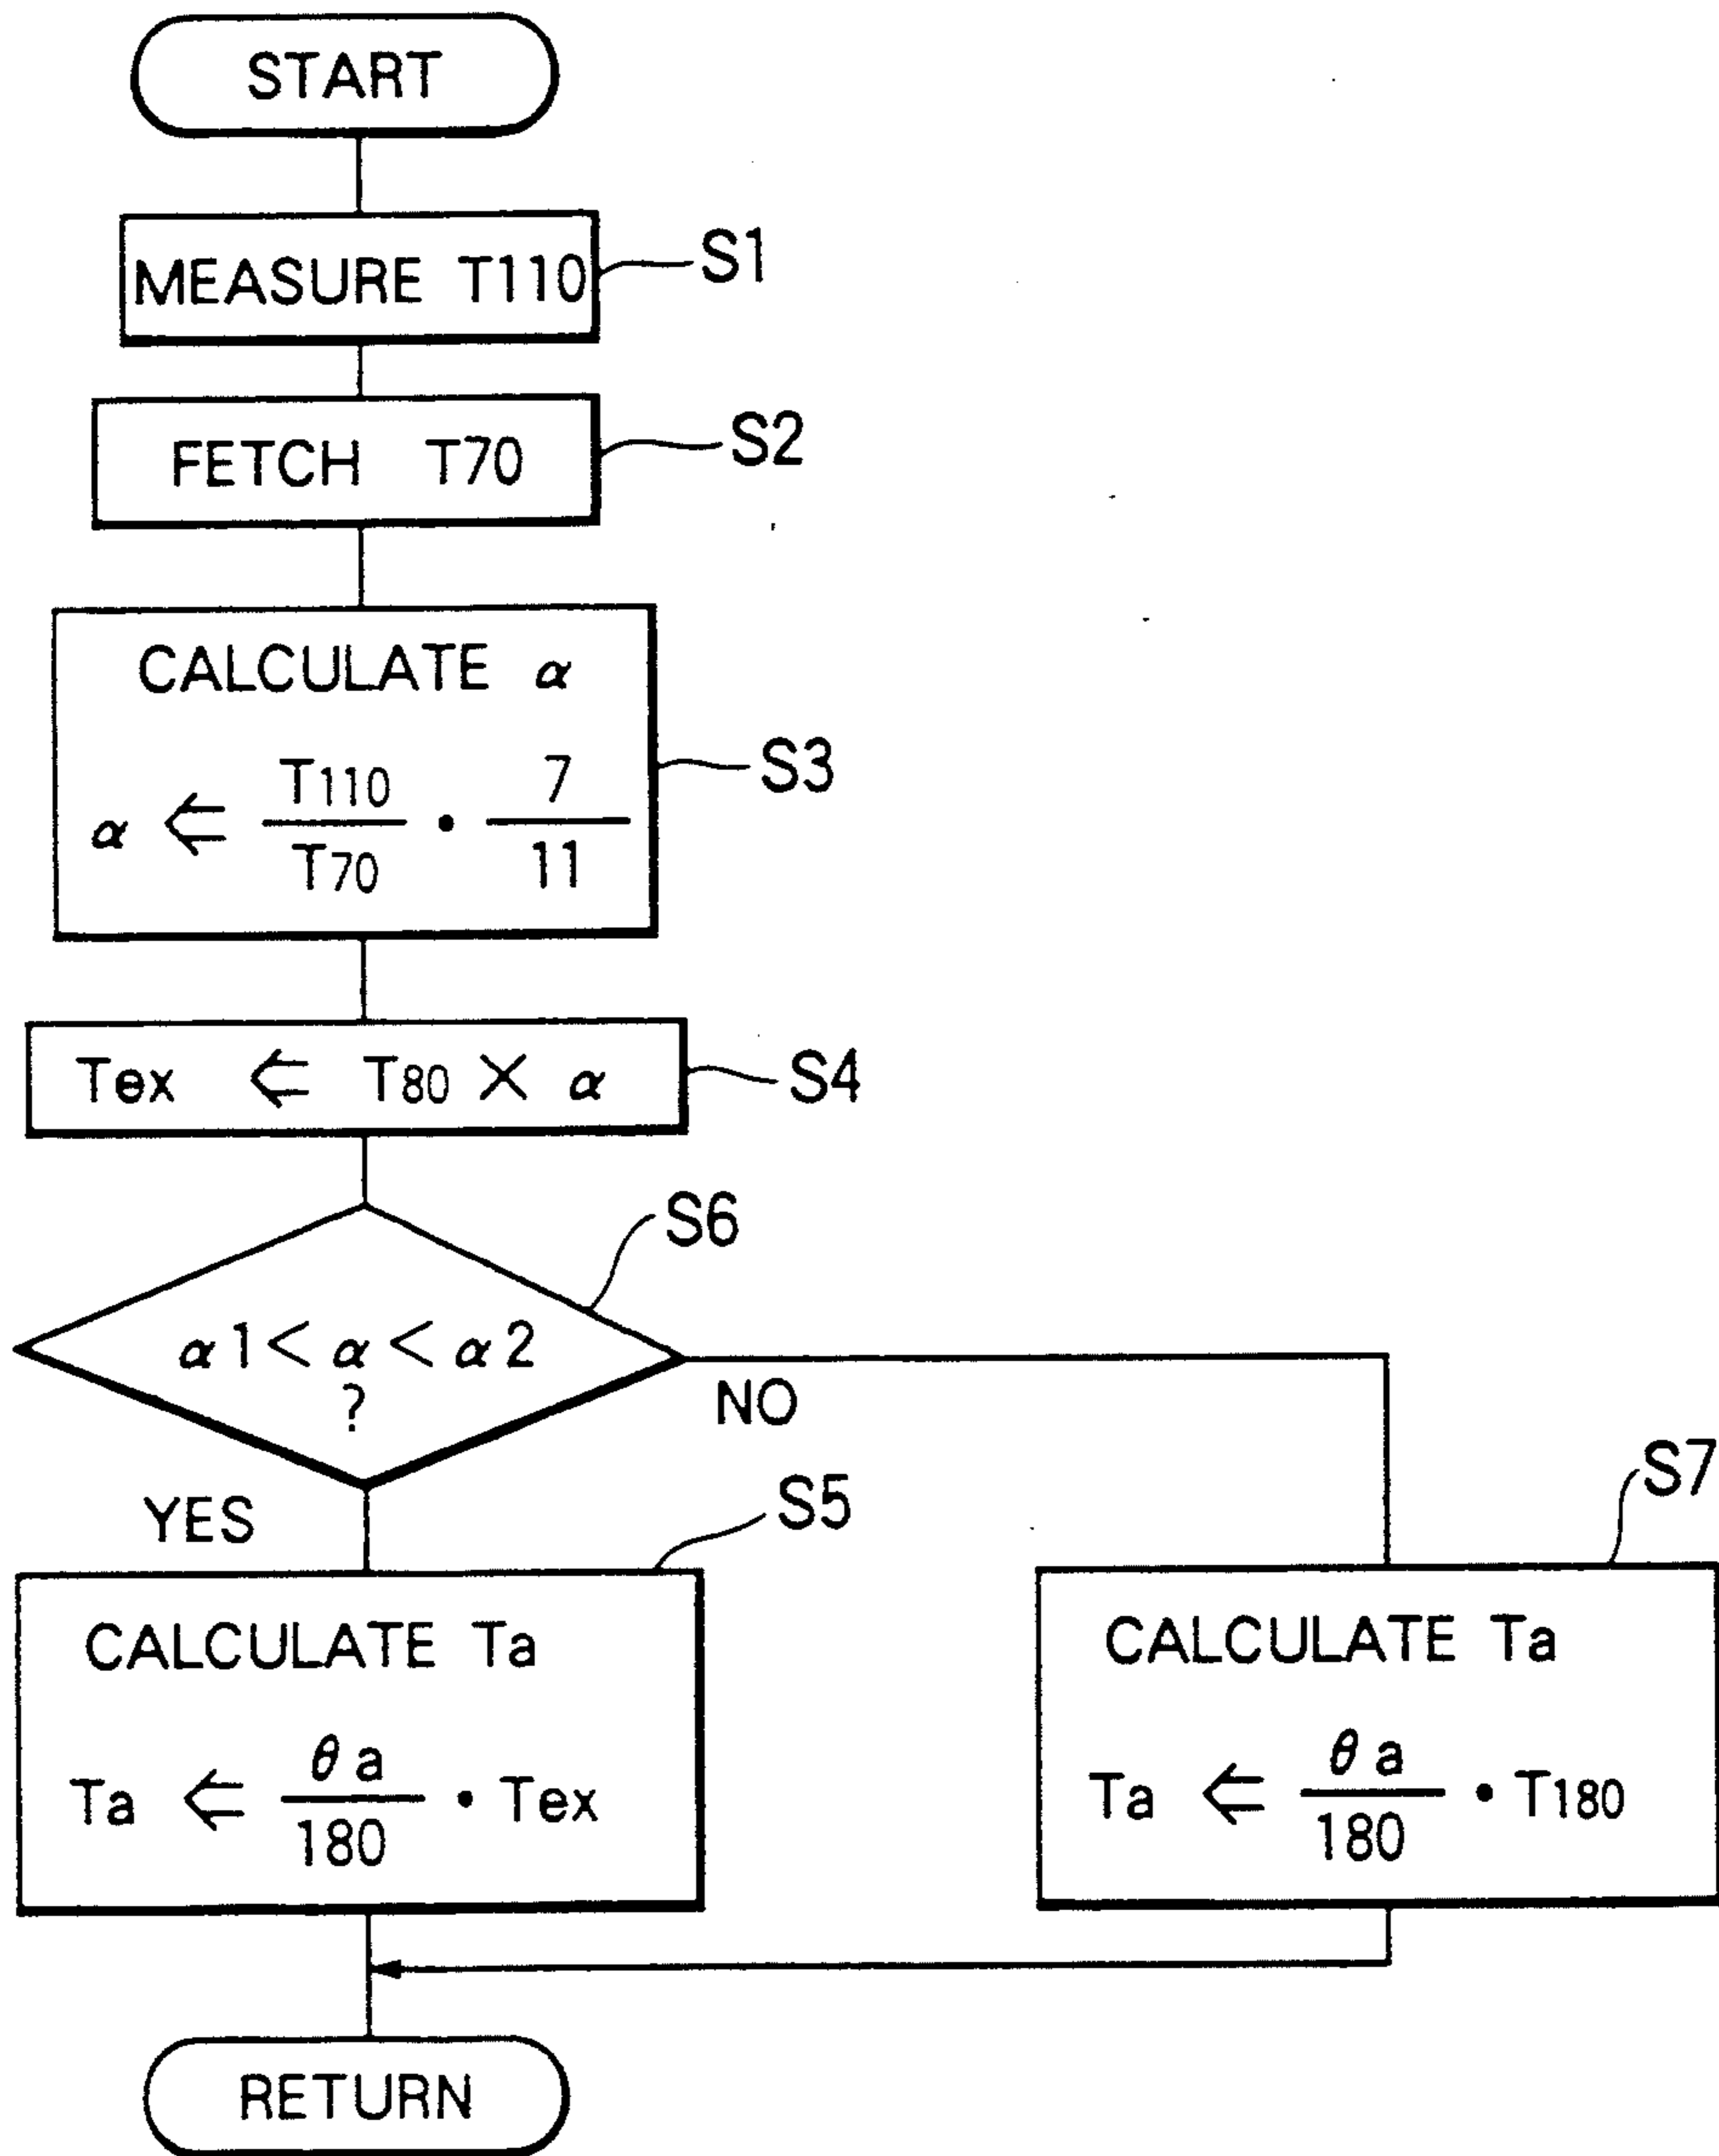 START
MEASURE T110
S1
FETCH T70
S2
CALCULATE α
α ⇐ T110/T70 · 7/11
S3
Tex ⇐ T80 × α
S4
α1 < α < α2
?
S6
NO
YES
S5
S7
CALCULATE Ta
Ta ⇐ θa/180 · Tex
CALCULATE Ta
Ta ⇐ θa/180 · T180
RETURN